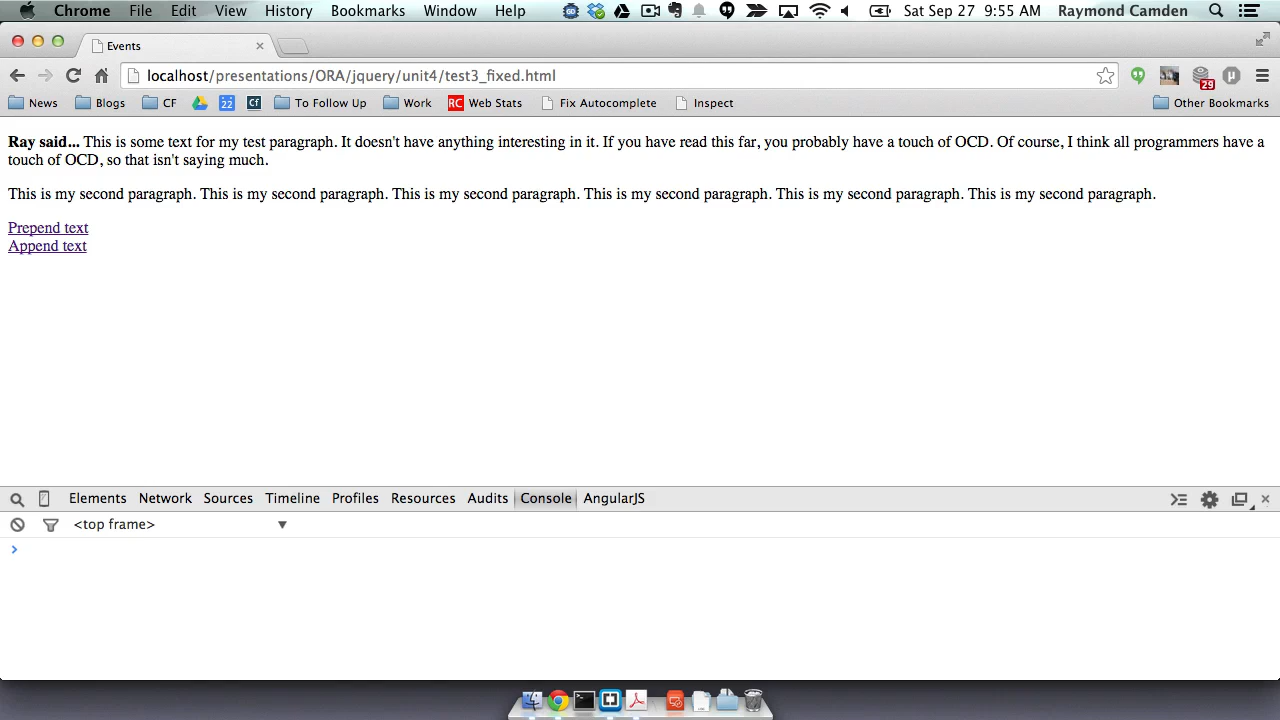 Chrome File Edit View History Bookmarks Window Help Sat Sep 27 9:55 AM Raymond Camden
Events
localhost/presentations/ORA/jquery/unit4/test3_fixed.html 29
News Blogs CF 22 Cf To Follow Up Work RC Web Stats Fix Autocomplete Inspect Other Bookmarks
Ray said... This is some text for my test paragraph. It doesn't have anything interesting in it. If you have read this far, you probably have a touch of OCD. Of course, I think all programmers have a
touch of OCD, so that isn't saying much.
This is my second paragraph. This is my second paragraph. This is my second paragraph. This is my second paragraph. This is my second paragraph. This is my second paragraph.
Prepend text
Append text
Elements Network Sources Timeline Profiles Resources Audits Console AngularJS
<top frame>